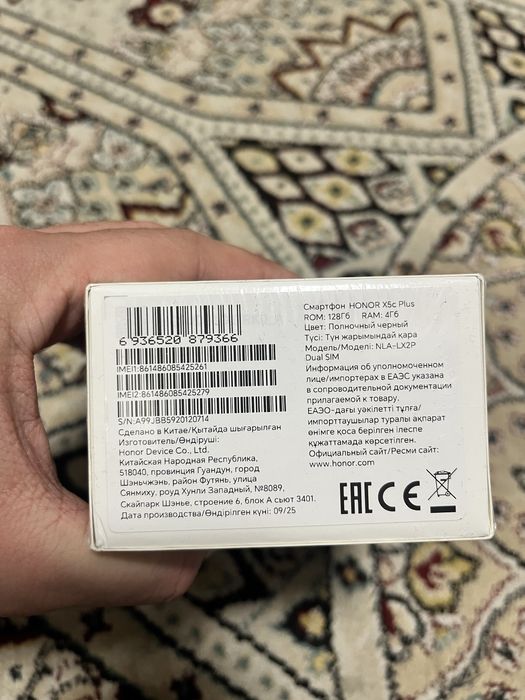 6 936520 879366
IMEI1:861486085425261
IMEI2:861486085425279
S/N:A99JBB5920120714
Сделано в Китае/Қытайда шығарылған
Изготовитель/Өндіруші:
Honor Device Co., Ltd.
Китайская Народная Республика,
518040, провинция Гуандун, город
Шэньчжэнь, район Футянь, улица
Сянмиху, роуд Хунли Западный, №8089,
Скайпарк Шэнье, строение 6, блок А сьют 3401.
Дата производства/Өндірілген күні: 09/25
Смартфон HONOR X5c Plus
ROM: 128Гб RAM: 4Гб
Цвет: Полночный черный
Түсі: Түн жарымындай қара
Модель/Моделі: NLA-LX2P
Dual SIM
Информация об уполномоченном
лице/импортерах в ЕАЭС указана
в сопроводительной документации
прилагаемой к товару.
ЕАЭО-дағы уәкілетті тұлға/
импорттаушылар туралы ақпарат
өнімге қоса берілген ілеспе
құжаттамада көрсетілген.
Официальный сайт/Ресми сайт:
www.honor.com
EAC CE